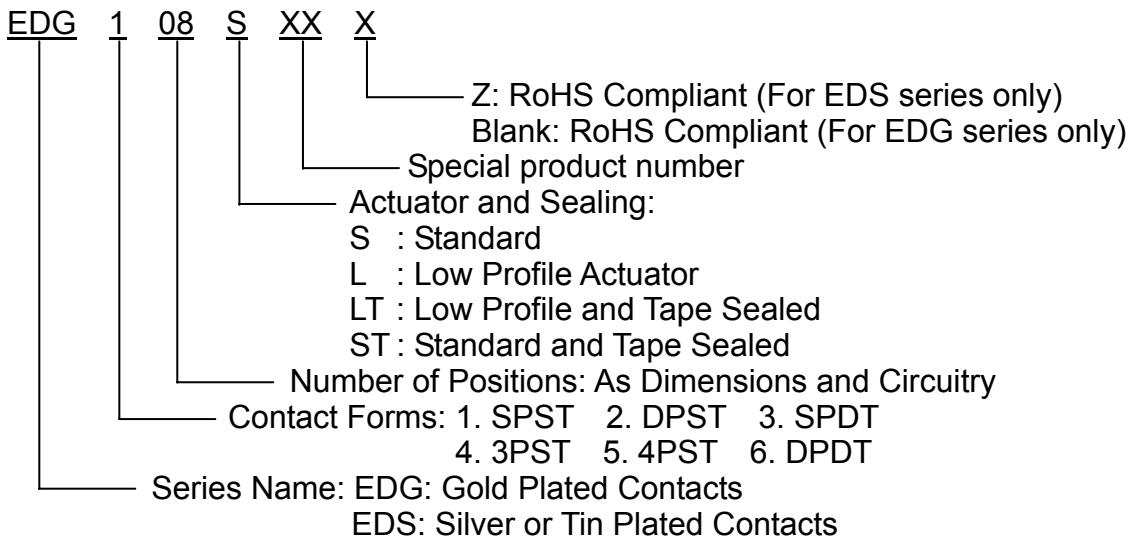 EDG 1 08 S XX X
Z: RoHS Compliant (For EDS series only)
Blank: RoHS Compliant (For EDG series only)
Special product number
Actuator and Sealing:
S : Standard
L : Low Profile Actuator
LT : Low Profile and Tape Sealed
ST : Standard and Tape Sealed
Number of Positions: As Dimensions and Circuitry
Contact Forms: 1. SPST 2. DPST 3. SPDT
4. 3PST 5. 4PST 6. DPDT
Series Name: EDG: Gold Plated Contacts
EDS: Silver or Tin Plated Contacts